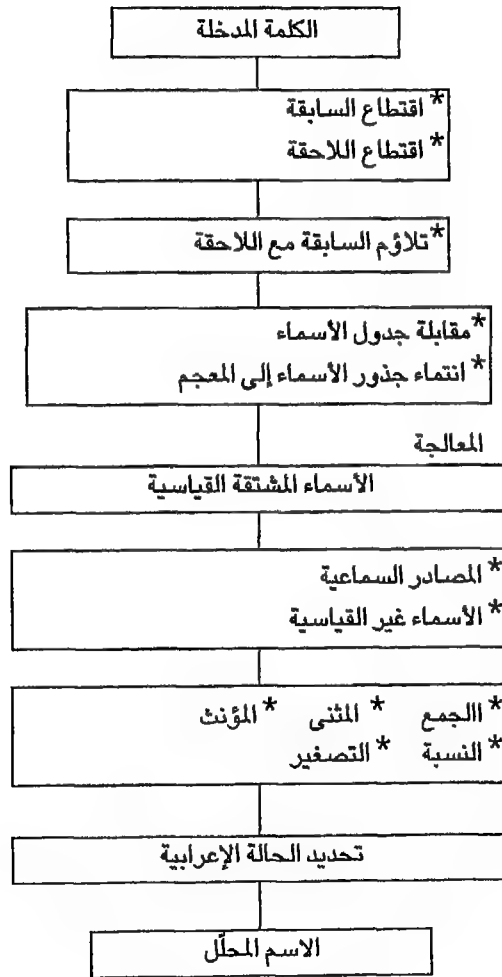 الكلمة المدخلة
* اقتطاع السابقة
* اقتطاع اللاحقة
*تلاؤم السابقة مع اللاحقة
*مقابلة جدول الأسماء
* انتماء جذور الأسماء إلى المعجم
المعالجة
الأسماء المشتقة القياسية
* المصادر السماعية
* الأسماء غير القياسية
* االجمع * المثنى * المؤنث
* النسبة * التصغير
تحديد الحالة الإعرابية
الاسم المحلّل